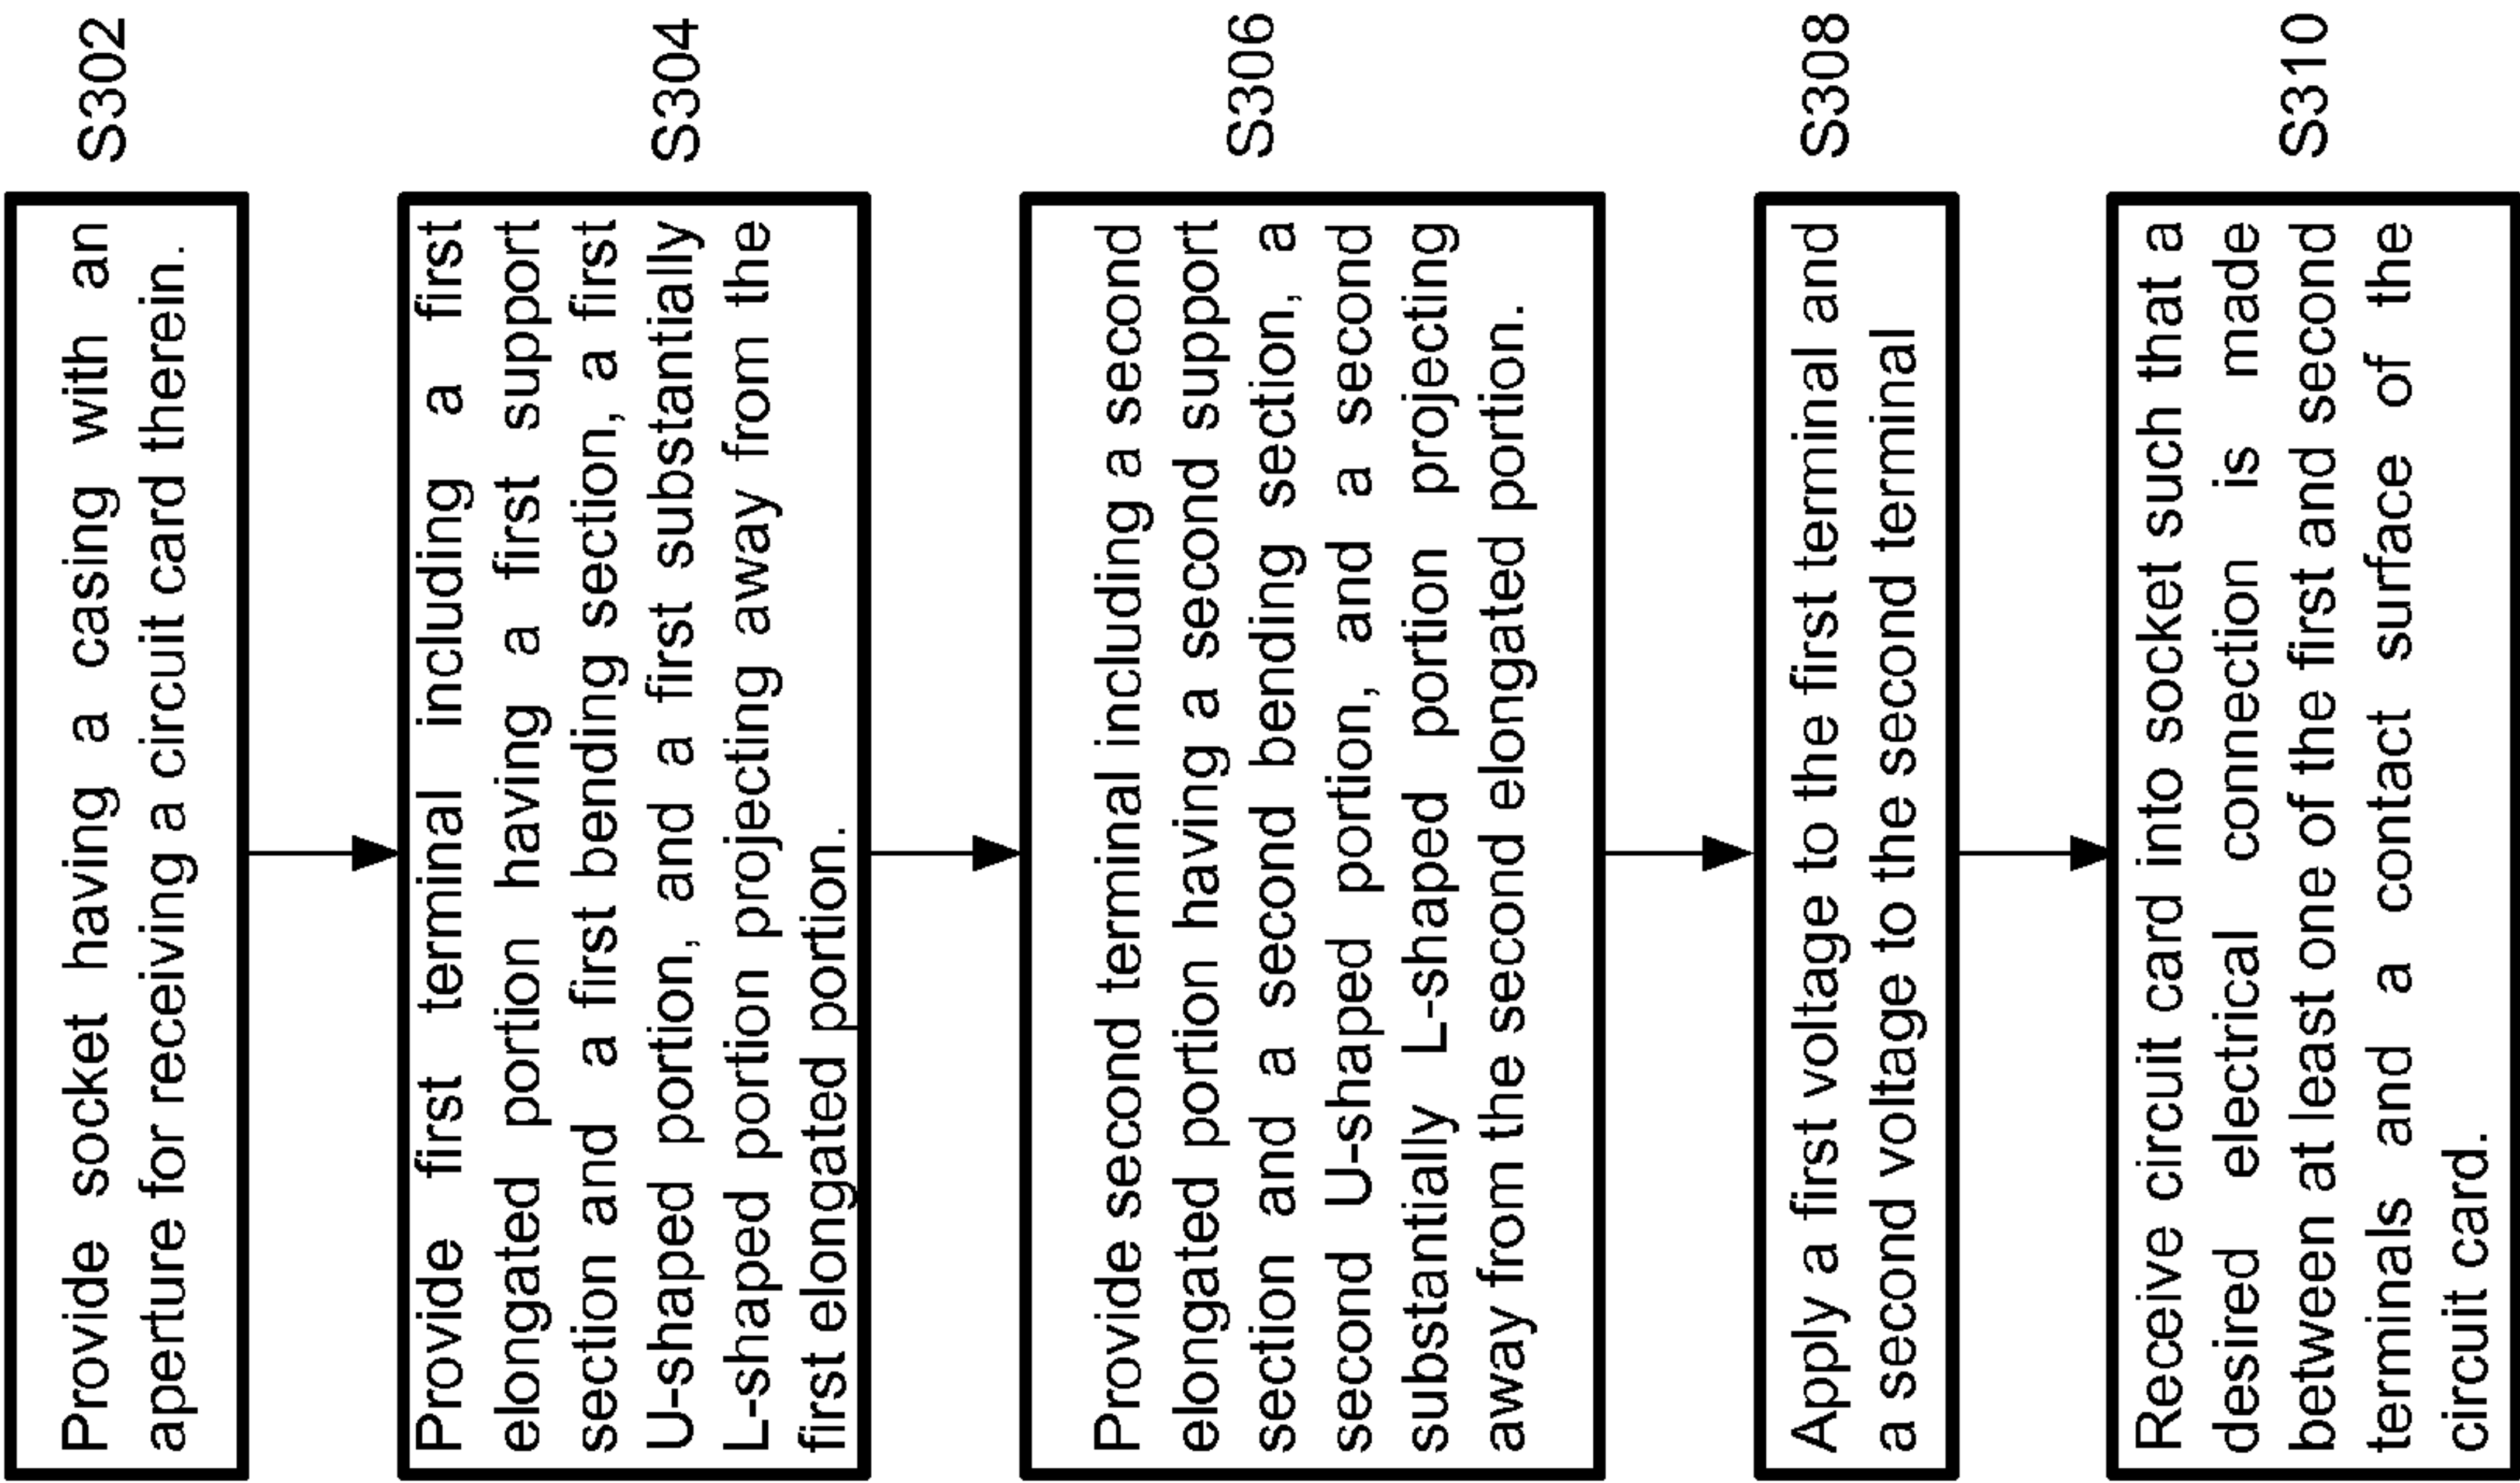 Provide socket having a casing with an
aperture for receiving a circuit card therein.
S302
Provide first terminal including a first
elongated portion having a first support
section and a first bending section, a first
U-shaped portion, and a first substantially
L-shaped portion projecting away from the
first elongated portion.
S304
Provide second terminal including a second
elongated portion having a second support
section and a second bending section, a
second U-shaped portion, and a second
substantially L-shaped portion projecting
away from the second elongated portion.
S306
Apply a first voltage to the first terminal and
a second voltage to the second terminal
S308
Receive circuit card into socket such that a
desired electrical connection is made
between at least one of the first and second
terminals and a contact surface of the
circuit card.
S310